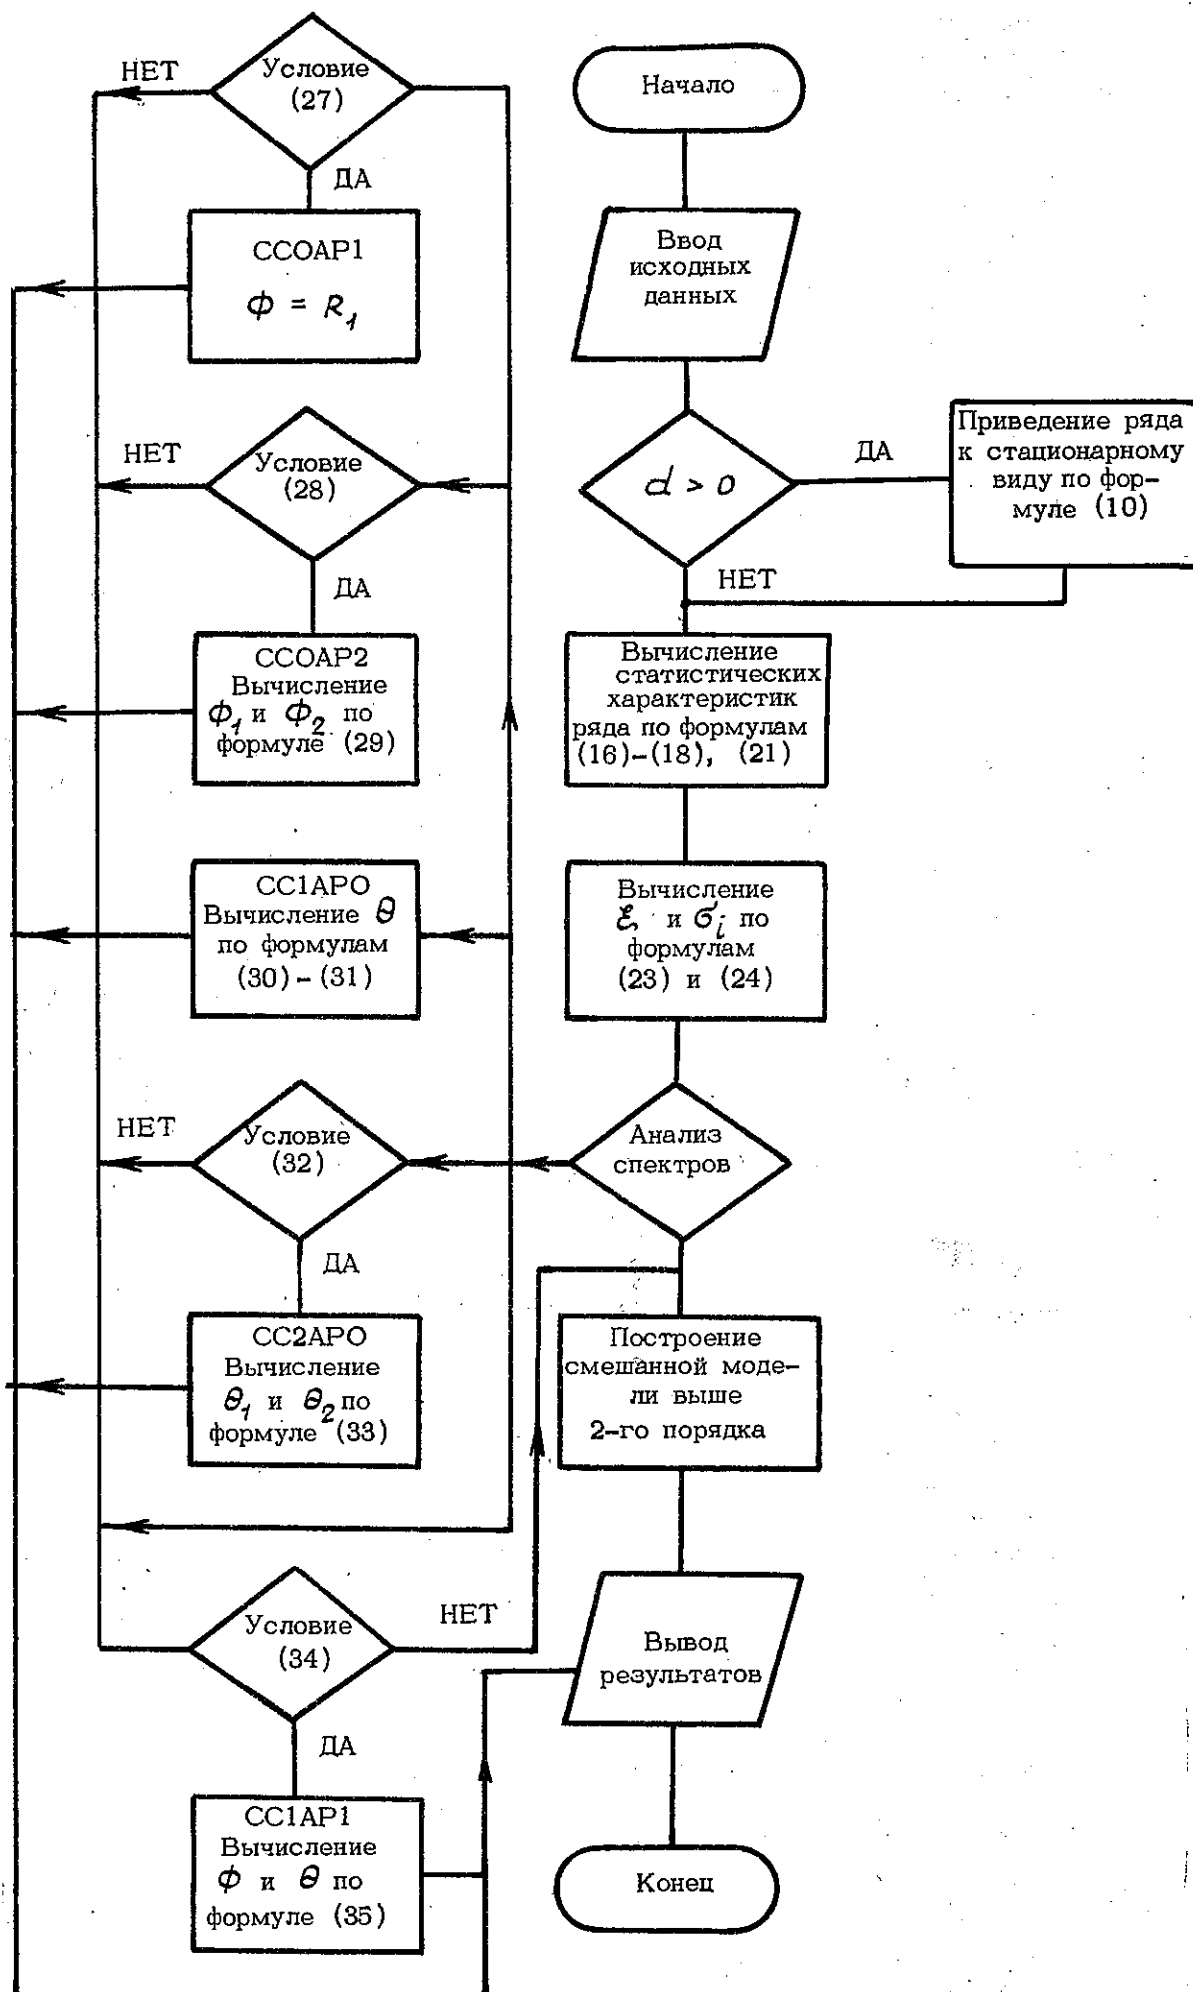 Начало
Ввод
исходных
данных
d > 0
ДА
Приведение ряда
к стационарному
виду по фор-
муле (10)
НЕТ
Вычисление
статистических
характеристик
ряда по формулам
(16)-(18), (21)
Вычисление
ξ и σi по
формулам
(23) и (24)
Анализ
спектров
Построение
смешанной моде-
ли выше
2-го порядка
Вывод
результатов
Конец
Условие
(27)
НЕТ
ДА
ССОАР1
Φ = R1
Условие
(28)
НЕТ
ДА
ССОАР2
Вычисление
Φ1 и Φ2 по
формуле (29)
СС1АРО
Вычисление θ
по формулам
(30)-(31)
Условие
(32)
НЕТ
ДА
СС2АРО
Вычисление
θ1 и θ2 по
формуле (33)
Условие
(34)
НЕТ
ДА
СС1АР1
Вычисление
Φ и θ по
формуле (35)